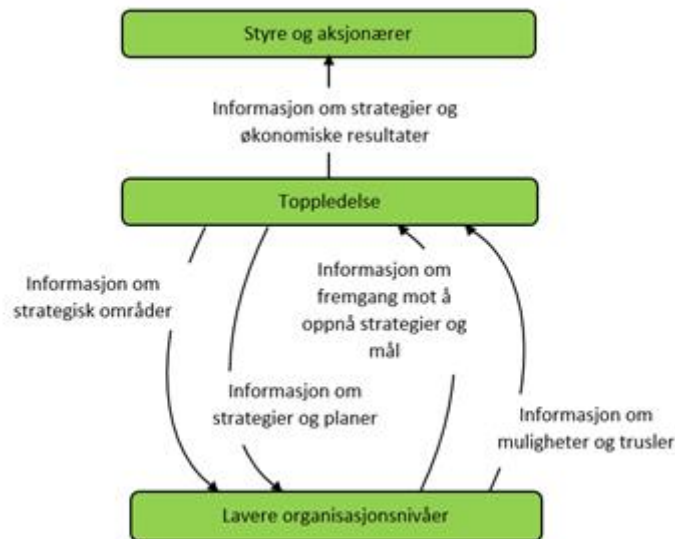 Styre og aksjonærer
Informasjon om strategier og
økonomiske resultater
Toppledelse
Informasjon om
strategisk områder
Informasjon om
fremgang mot å
oppnå strategier og
mål
Informasjon om
strategier og planer
Informasjon om
muligheter og trusler
Lavere organisasjonsnivåer